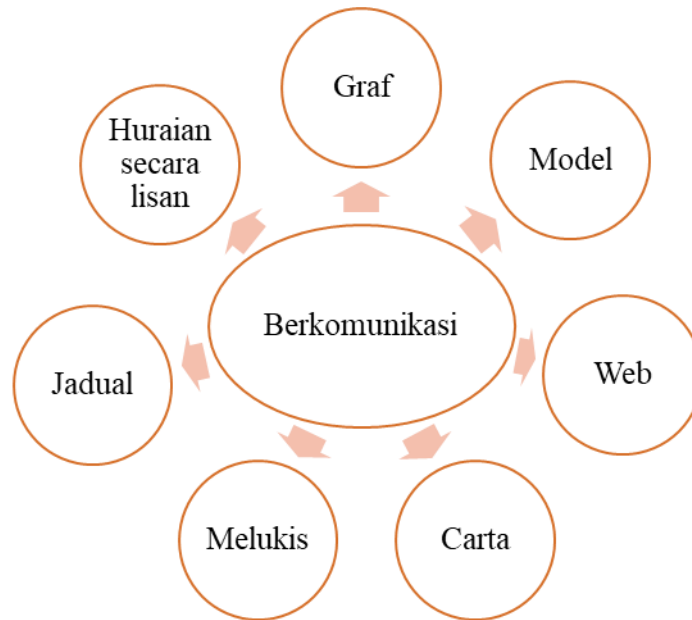 Graf
Model
Huraian
secara
lisan
Berkomunikasi
Web
Jadual
Carta
Melukis